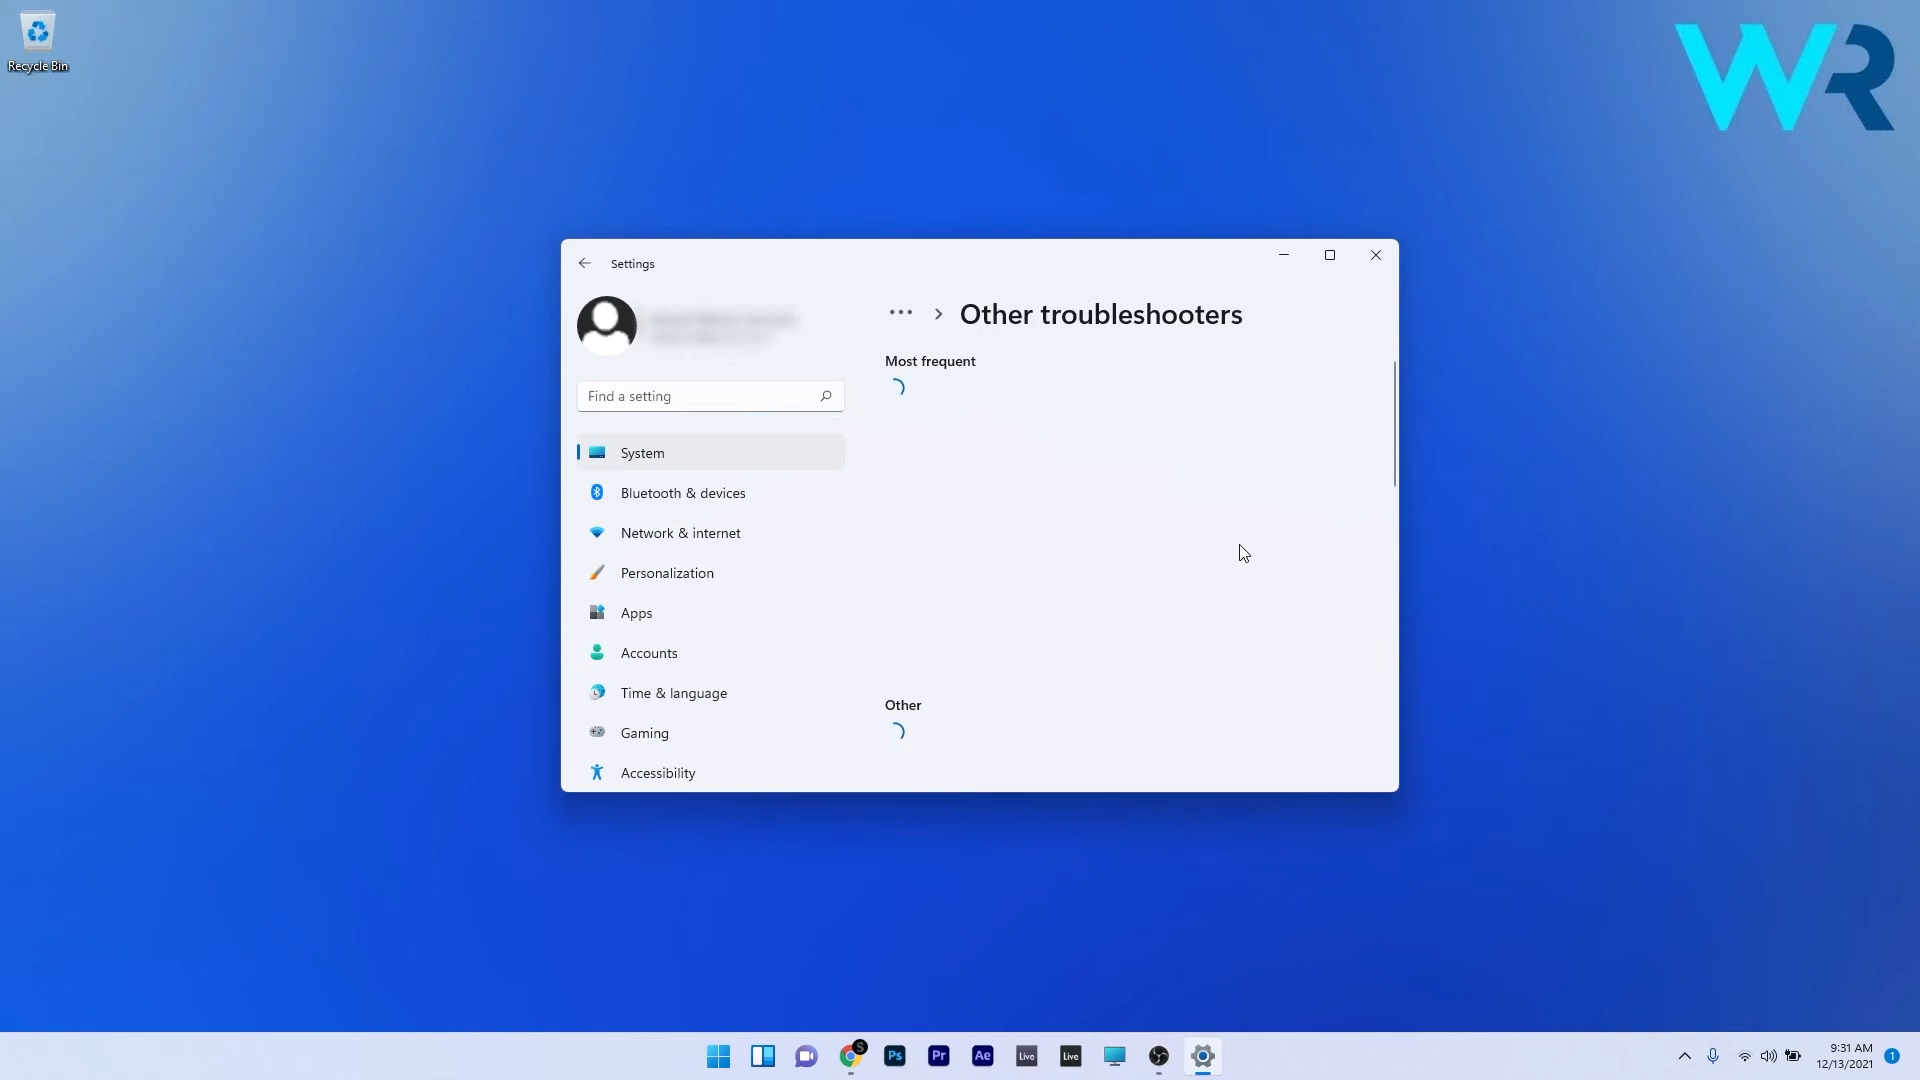 Recycle Bin
WR
Settings
Other troubleshooters
Most frequent
Find a setting
System
Bluetooth & devices
Network & internet
Personalization
Apps
Accounts
Time & language
Gaming
Accessibility
Other
S
Ps
Pr
Ae
Live
Live
9:31 AM
12/13/2021
1